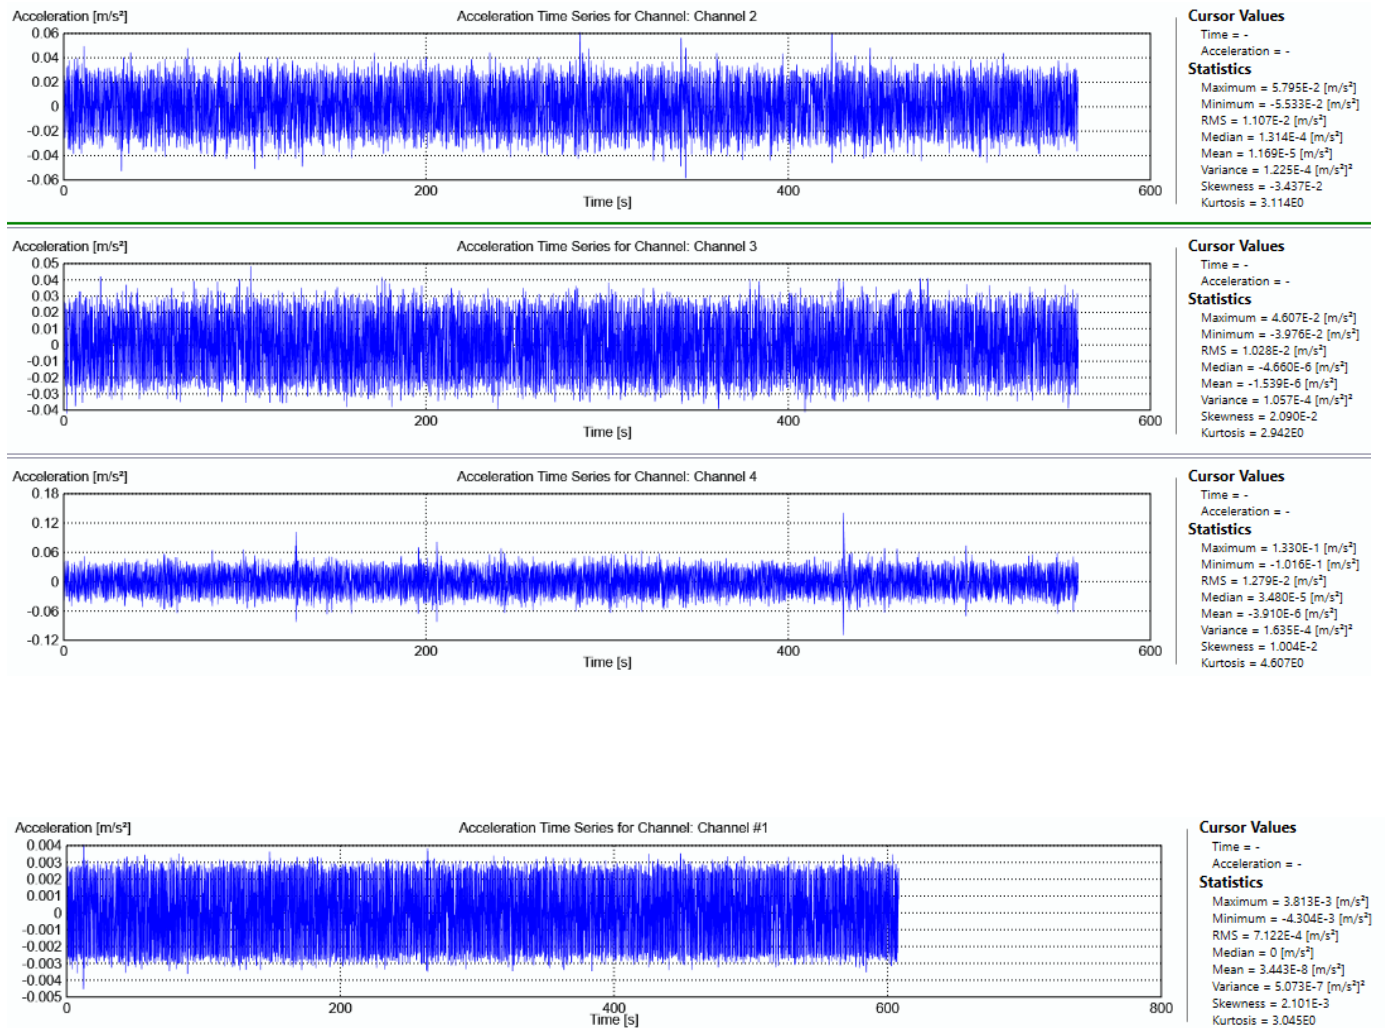 Acceleration [m/s²]
Acceleration Time Series for Channel: Channel 2
0.06
0.04
0.02
0
-0.02
-0.04
-0.06
0
200
400
600
Time [s]
Cursor Values
Time = -
Acceleration = -
Statistics
Maximum = 5.795E-2 [m/s²]
Minimum = -5.533E-2 [m/s²]
RMS = 1.107E-2 [m/s²]
Median = 1.314E-4 [m/s²]
Mean = 1.169E-5 [m/s²]
Variance = 1.225E-4 [m/s²]²
Skewness = -3.437E-2
Kurtosis = 3.114E0
Acceleration [m/s²]
Acceleration Time Series for Channel: Channel 3
0.05
0.04
0.03
0.02
0.01
0
-0.01
-0.02
-0.03
-0.04
0
200
400
600
Time [s]
Cursor Values
Time = -
Acceleration = -
Statistics
Maximum = 4.607E-2 [m/s²]
Minimum = -3.976E-2 [m/s²]
RMS = 1.028E-2 [m/s²]
Median = -4.660E-6 [m/s²]
Mean = -1.539E-6 [m/s²]
Variance = 1.057E-4 [m/s²]²
Skewness = 2.090E-2
Kurtosis = 2.942E0
Acceleration [m/s²]
Acceleration Time Series for Channel: Channel 4
0.18
0.12
0.06
0
-0.06
-0.12
0
200
400
600
Time [s]
Cursor Values
Time = -
Acceleration = -
Statistics
Maximum = 1.330E-1 [m/s²]
Minimum = -1.016E-1 [m/s²]
RMS = 1.279E-2 [m/s²]
Median = 3.480E-5 [m/s²]
Mean = -3.910E-6 [m/s²]
Variance = 1.635E-4 [m/s²]²
Skewness = 1.004E-2
Kurtosis = 4.607E0
Acceleration [m/s²]
Acceleration Time Series for Channel: Channel #1
0.004
0.003
0.002
0.001
0
-0.001
-0.002
-0.003
-0.004
-0.005
0
200
400
600
800
Time [s]
Cursor Values
Time = -
Acceleration = -
Statistics
Maximum = 3.813E-3 [m/s²]
Minimum = -4.304E-3 [m/s²]
RMS = 7.122E-4 [m/s²]
Median = 0 [m/s²]
Mean = 3.443E-8 [m/s²]
Variance = 5.073E-7 [m/s²]²
Skewness = 2.101E-3
Kurtosis = 3.045E0